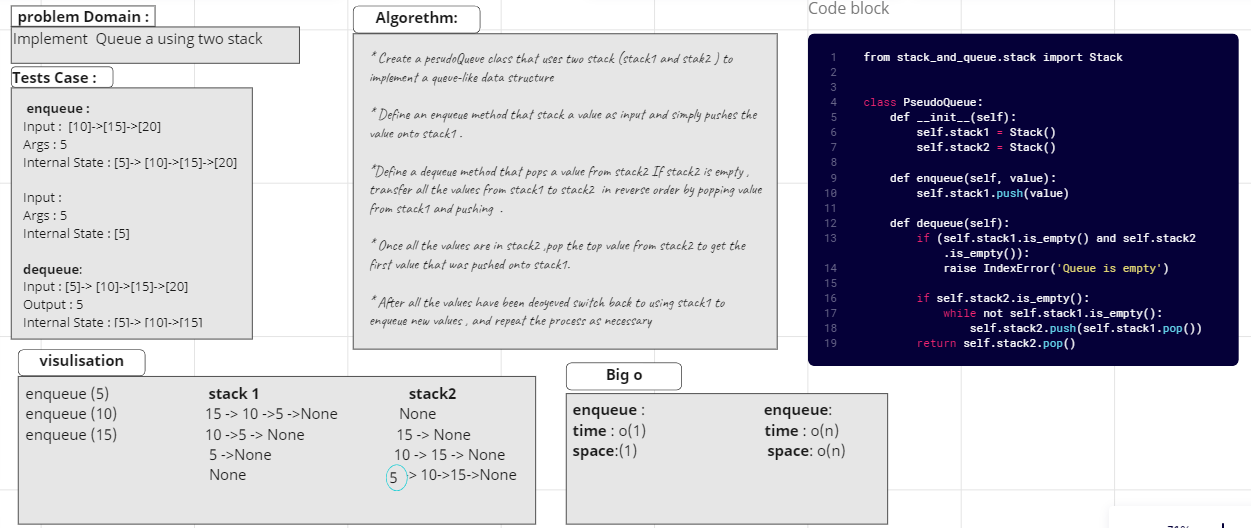 problem Domain :
Implement  Queue a using two stack
Tests Case :
enqueue :
Input :  [10]->[15]->[20]
Args : 5
Internal State : [5]-> [10]->[15]->[20]
Input :
Args : 5
Internal State : [5]
dequeue:
Input : [5]-> [10]->[15]->[20]
Output : 5
Internal State : [5]-> [10]->[15]
Algorethm:
* Create a pesudoQueue class that uses two stack (stack1 and stak2 ) to
implement a queue-like data structure
* Define an enqueue method that stack a value as input and simply pushes the
value onto stack1 .
*Define a dequeue method that pops a value from stack2 If stack2 is empty ,
transfer all the values from stack1 to stack2  in reverse order by popping value
from stack1 and pushing  .
* Once all the values are in stack2 ,pop the top value from stack2 to get the
first value that was pushed onto stack1.
* After all the values have been deqyeyed switch back to using stack1 to
enqueue new values , and repeat the process as necessary
Code block
1 from stack_and_queue.stack import Stack
2
3
4 class PseudoQueue:
5 def __init__(self):
6 self.stack1 = Stack()
7 self.stack2 = Stack()
8
9 def enqueue(self, value):
10 self.stack1.push(value)
11
12 def dequeue(self):
13 if (self.stack1.is_empty() and self.stack2
.is_empty()):
14 raise IndexError('Queue is empty')
15
16 if self.stack2.is_empty():
17 while not self.stack1.is_empty():
18 self.stack2.push(self.stack1.pop())
19 return self.stack2.pop()
visulisation
enqueue (5) stack 1 stack2
enqueue (10) 15 -> 10 ->5 ->None None
enqueue (15) 10 ->5 -> None 15 -> None
5 ->None 10 -> 15 -> None
None 5 -> 10->15->None
Big o
enqueue : enqueue:
time : o(1) time : o(n)
space:(1) space: o(n)